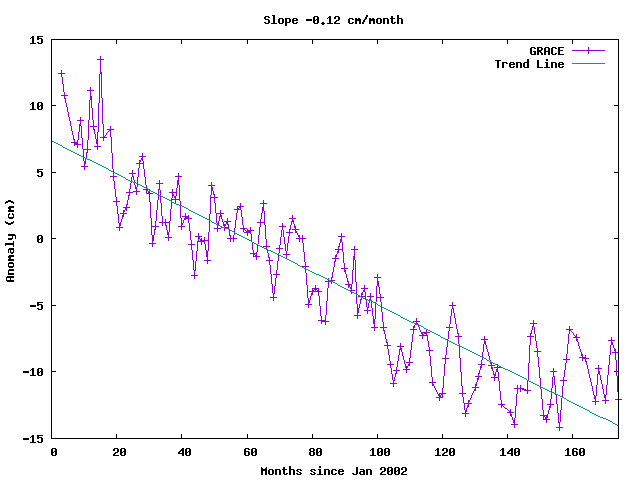 Slope -0.12 cm/month
GRACE
Trend Line
15
10
5
0
-5
-10
-15
Anomaly (cm)
0 20 40 60 80 100 120 140 160
Months since Jan 2002